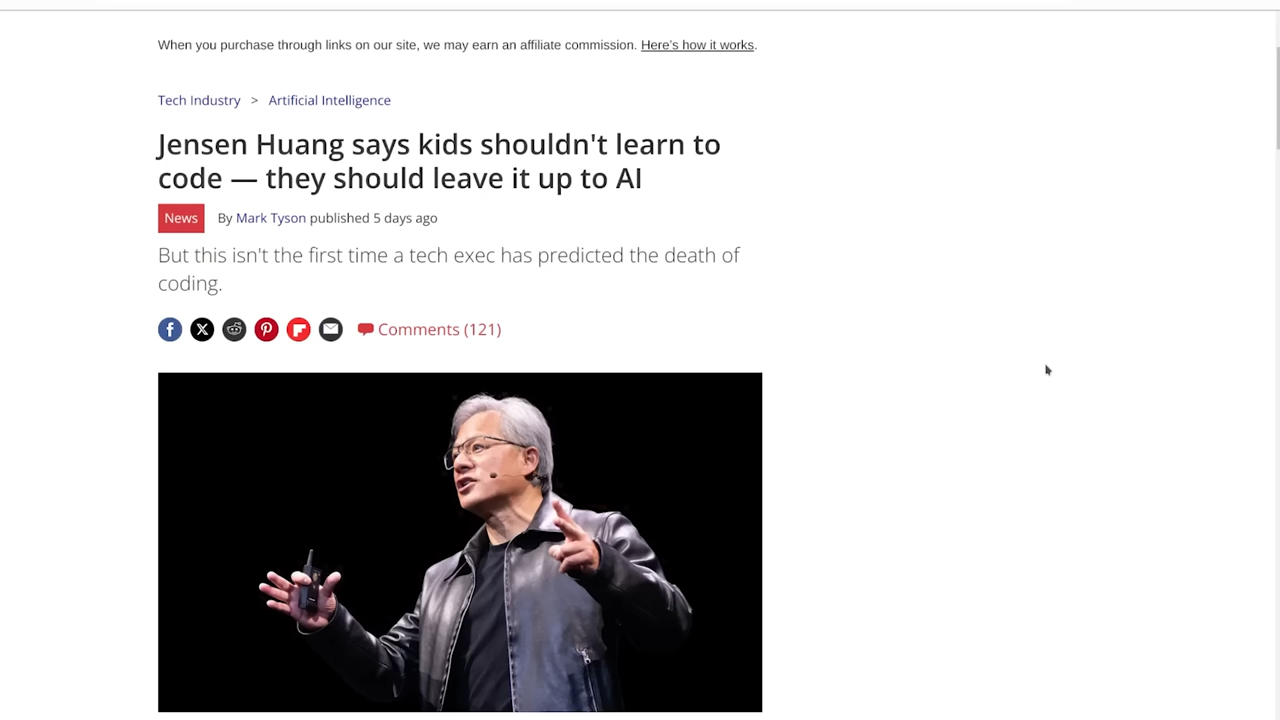 When you purchase through links on our site, we may earn an affiliate commission. Here's how it works.
Tech Industry > Artificial Intelligence
Jensen Huang says kids shouldn't learn to
code — they should leave it up to AI
News By Mark Tyson published 5 days ago
But this isn't the first time a tech exec has predicted the death of
coding.
Comments (121)